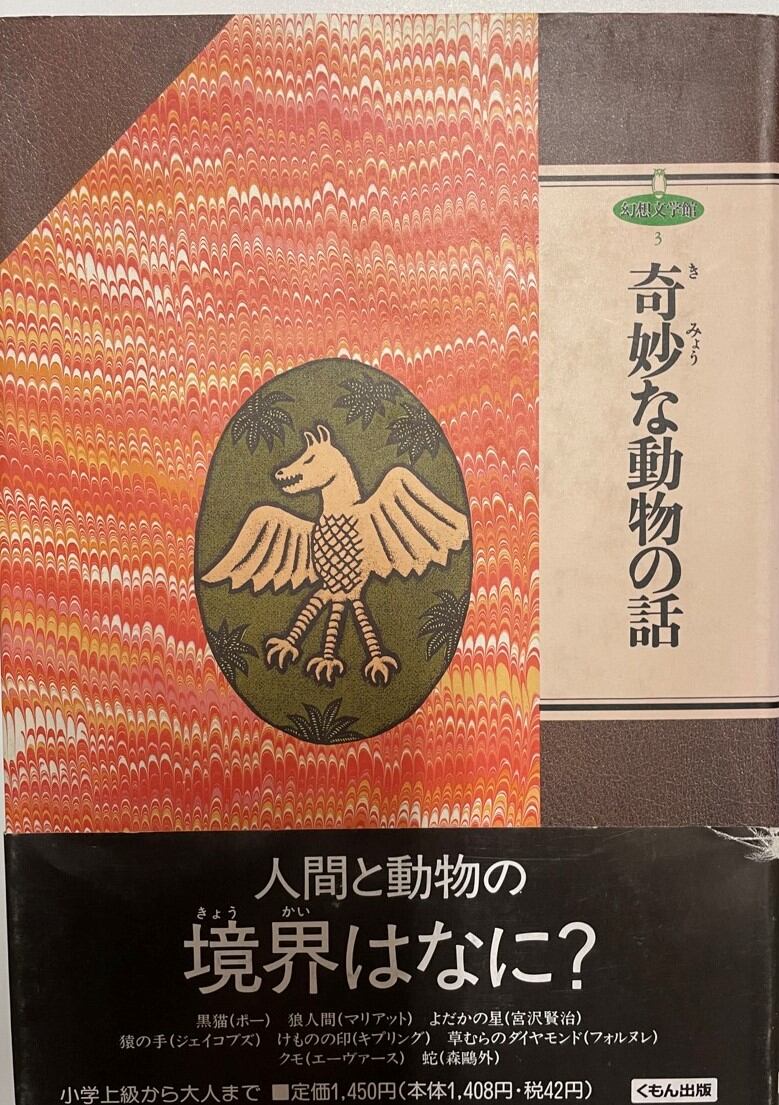 幻想文学館
3
き
みょう
奇妙な動物の話
人間と動物の
きょう かい
境界はなに?
黒猫(ポー) 狼人間(マリアット) よだかの星(宮沢賢治)
猿の手(ジェイコブズ) けものの印(キプリング) 草むらのダイヤモンド(フォルヌレ)
クモ(エーヴァース) 蛇(森鷗外)
小学上級から大人まで ■定価1,450円(本体1,408円・税42円) くもん出版